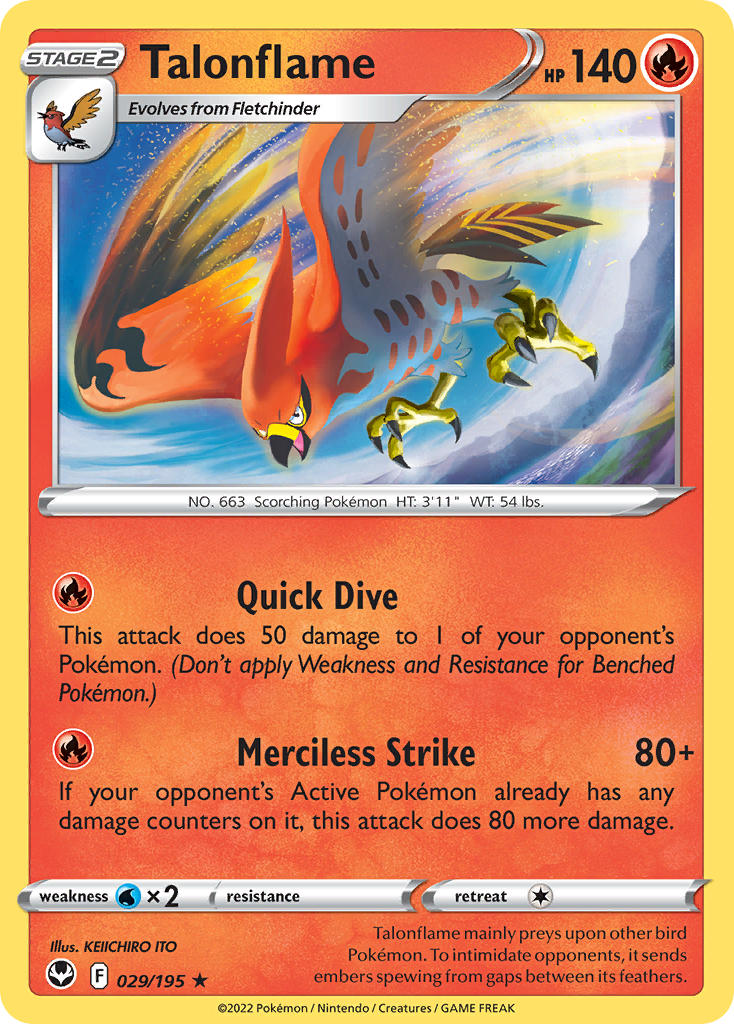 STAGE 2
Talonflame
HP 140
Evolves from Fletchinder
NO. 663 Scorching Pokémon HT: 3'11" WT: 54 lbs.
Quick Dive
This attack does 50 damage to 1 of your opponent's
Pokémon. (Don't apply Weakness and Resistance for Benched
Pokémon.)
Merciless Strike 80+
If your opponent's Active Pokémon already has any
damage counters on it, this attack does 80 more damage.
weakness ×2 resistance retreat
Illus. KEIICHIRO ITO
F 029/195 ★
Talonflame mainly preys upon other bird
Pokémon. To intimidate opponents, it sends
embers spewing from gaps between its feathers.
©2022 Pokémon / Nintendo / Creatures / GAME FREAK